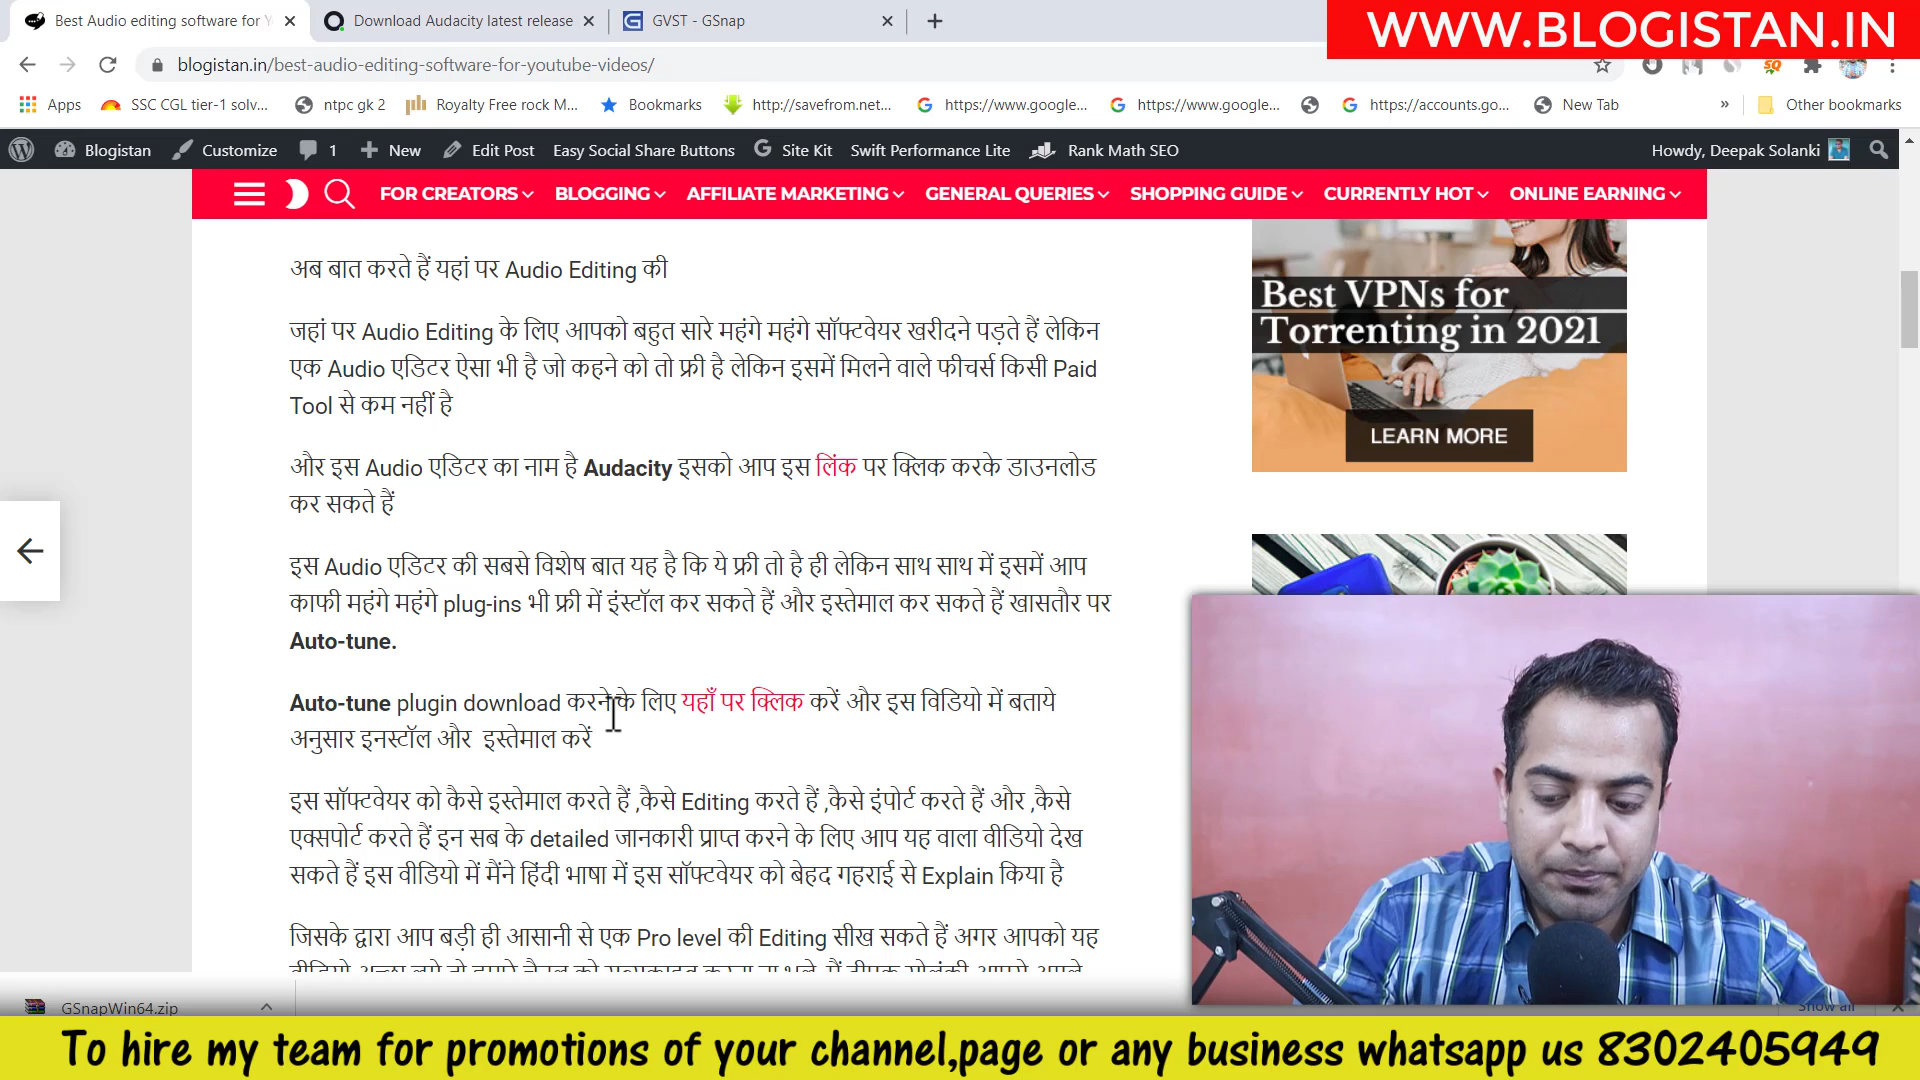 Best Audio editing software for Y
Download Audacity latest release
GVST - GSnap
WWW.BLOGISTAN.IN
blogistan.in/best-audio-editing-software-for-youtube-videos/
SQ
Apps
SSC CGL tier-1 solv...
ntpc gk 2
Royalty Free rock M...
Bookmarks
http://savefrom.net...
https://www.google...
https://www.google...
https://accounts.go...
New Tab
»
Other bookmarks
Blogistan
Customize
1
New
Edit Post
Easy Social Share Buttons
Site Kit
Swift Performance Lite
Rank Math SEO
Howdy, Deepak Solanki
FOR CREATORS
BLOGGING
AFFILIATE MARKETING
GENERAL QUERIES
SHOPPING GUIDE
CURRENTLY HOT
ONLINE EARNING
अब बात करते हैं यहां पर Audio Editing की
जहां पर Audio Editing के लिए आपको बहुत सारे महंगे महंगे सॉफ्टवेयर खरीदने पड़ते हैं लेकिन
एक Audio एडिटर ऐसा भी है जो कहने को तो फ्री है लेकिन इसमें मिलने वाले फीचर्स किसी Paid
Tool से कम नहीं है
और इस Audio एडिटर का नाम है Audacity इसको आप इस लिंक पर क्लिक करके डाउनलोड
कर सकते हैं
इस Audio एडिटर की सबसे विशेष बात यह है कि ये फ्री तो है ही लेकिन साथ साथ में इसमें आप
काफी महंगे महंगे plug-ins भी फ्री में इंस्टॉल कर सकते हैं और इस्तेमाल कर सकते हैं खासतौर पर
Auto-tune.
Auto-tune plugin download करने के लिए यहाँ पर क्लिक करें और इस विडियो में बताये
अनुसार इनस्टॉल और इस्तेमाल करें
इस सॉफ्टवेयर को कैसे इस्तेमाल करते हैं ,कैसे Editing करते हैं ,कैसे इंपोर्ट करते हैं और ,कैसे
एक्सपोर्ट करते हैं इन सब के detailed जानकारी प्राप्त करने के लिए आप यह वाला वीडियो देख
सकते हैं इस वीडियो में मैंने हिंदी भाषा में इस सॉफ्टवेयर को बेहद गहराई से Explain किया है
जिसके द्वारा आप बड़ी ही आसानी से एक Pro level की Editing सीख सकते हैं अगर आपको यह
Best VPNs for
Torrenting in 2021
LEARN MORE
GSnapWin64.zip
Show all
To hire my team for promotions of your channel,page or any business whatsapp us 8302405949